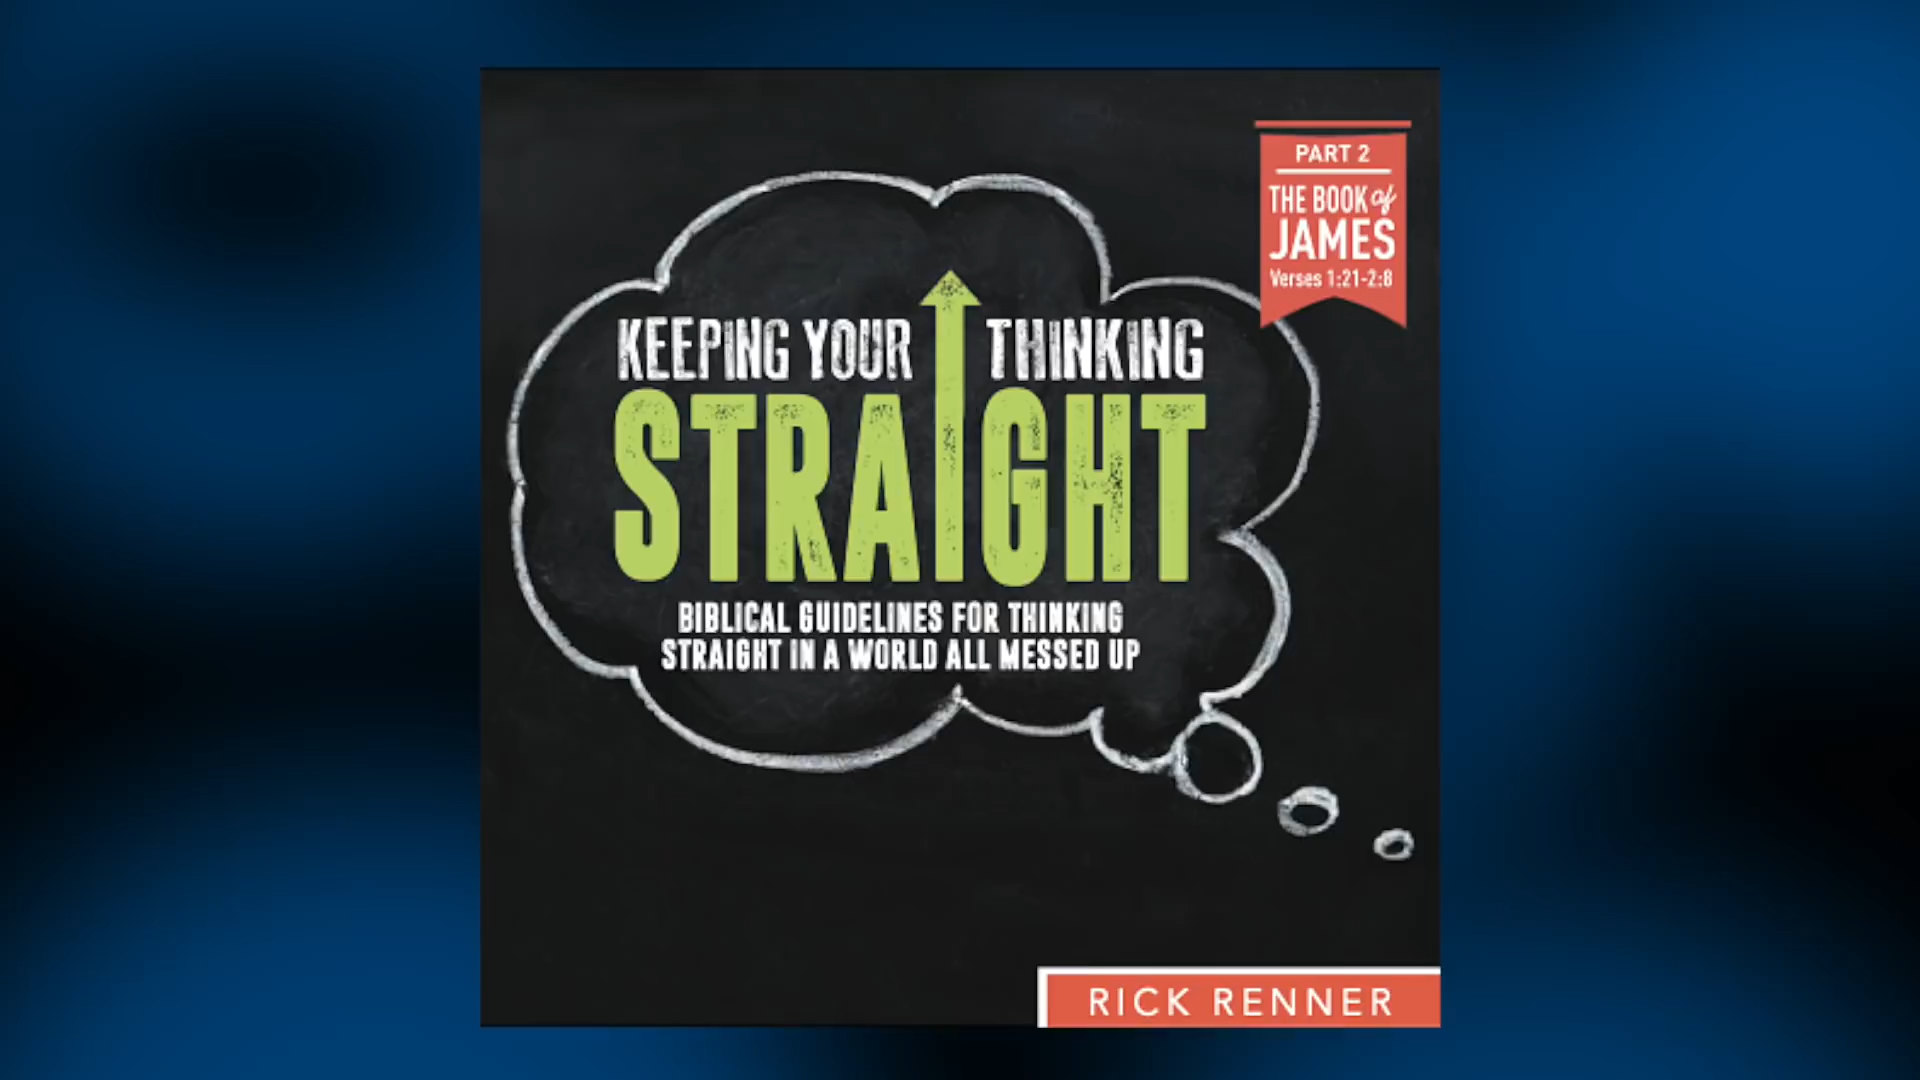 PART 2
THE BOOK of
JAMES
Verses 1:21-2:8
KEEPING YOUR THINKING
STRAIGHT
BIBLICAL GUIDELINES FOR THINKING
STRAIGHT IN A WORLD ALL MESSED UP
RICK RENNER